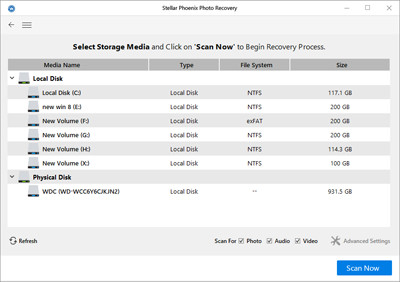 Stellar Phoenix Photo Recovery
Select Storage Media and Click on 'Scan Now' to Begin Recovery Process.
Media Name Type File System Size
Local Disk
Local Disk (C:) Local Disk NTFS 117.1 GB
new win 8 (E:) Local Disk NTFS 200 GB
New Volume (F:) Local Disk exFAT 200 GB
New Volume (G:) Local Disk NTFS 200 GB
New Volume (H:) Local Disk NTFS 114.3 GB
New Volume (X:) Local Disk NTFS 100 GB
Physical Disk
WDC (WD-WCC6Y6CJKJN2) Local Disk -- 931.5 GB
Refresh Scan For Photo Audio Video Advanced Settings
Scan Now